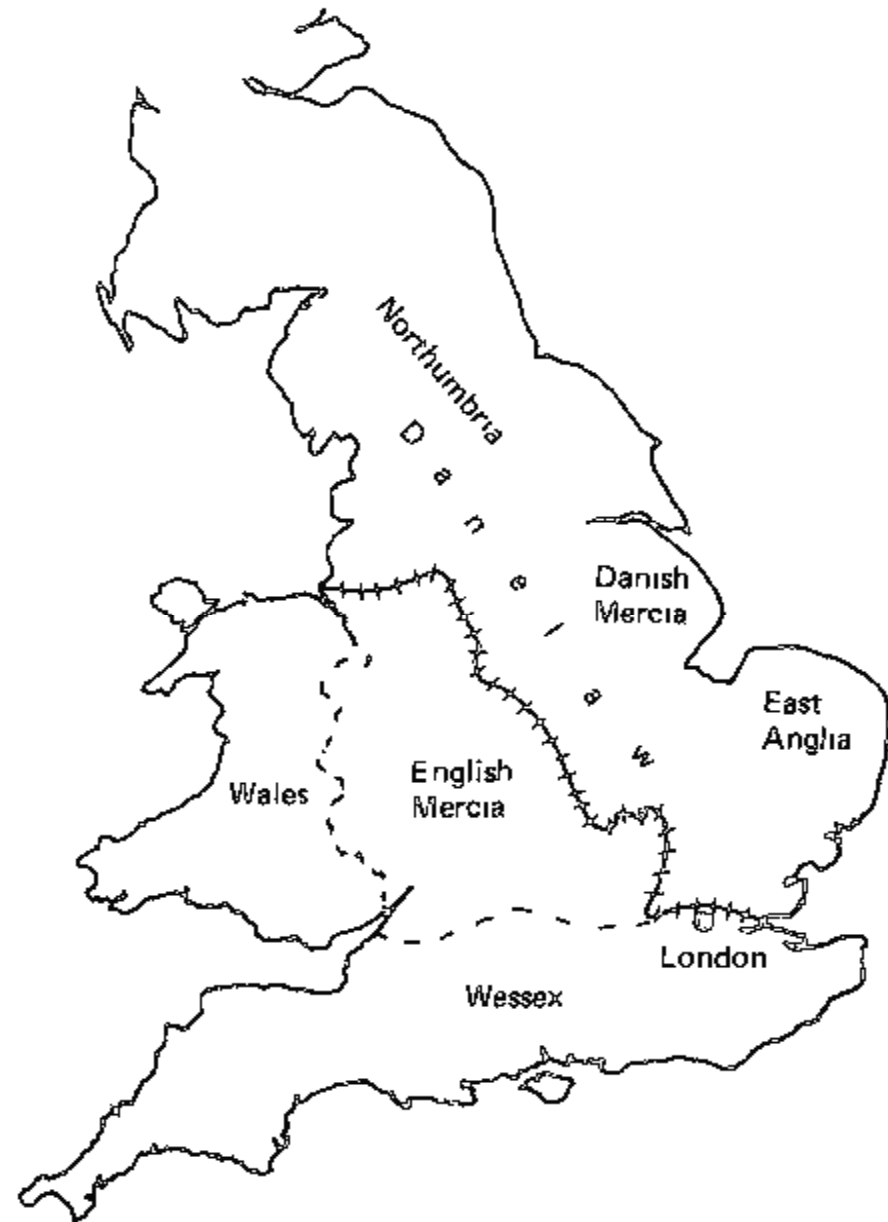 Northumbria
Danelaw
Danish
Mercia
East
Anglia
English
Mercia
Wales
London
Wessex